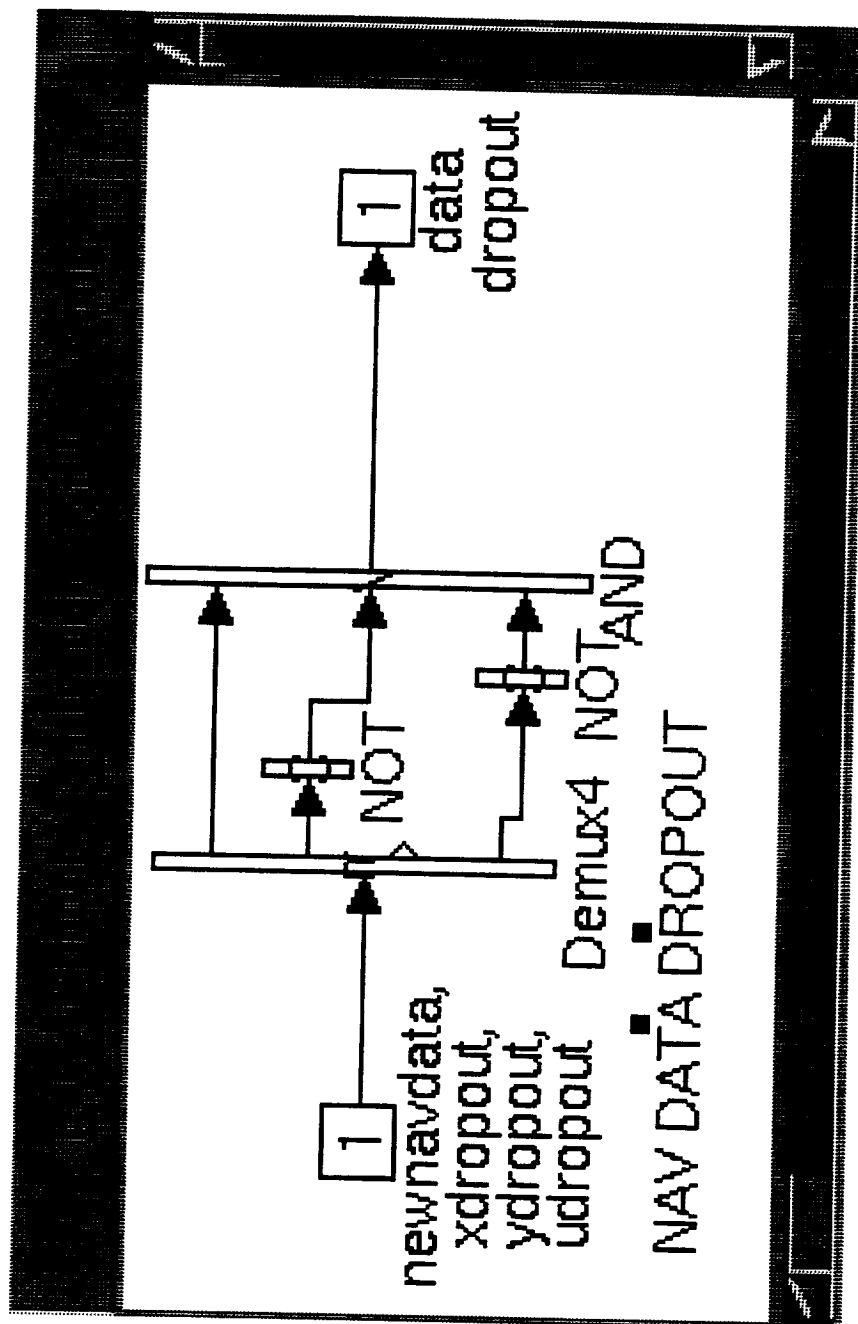 1
newnavdata,
xdropout,
ydropout,
udropout
Demux4
NOT
NOT
AND
1
data
dropout
NAV DATA DROPOUT